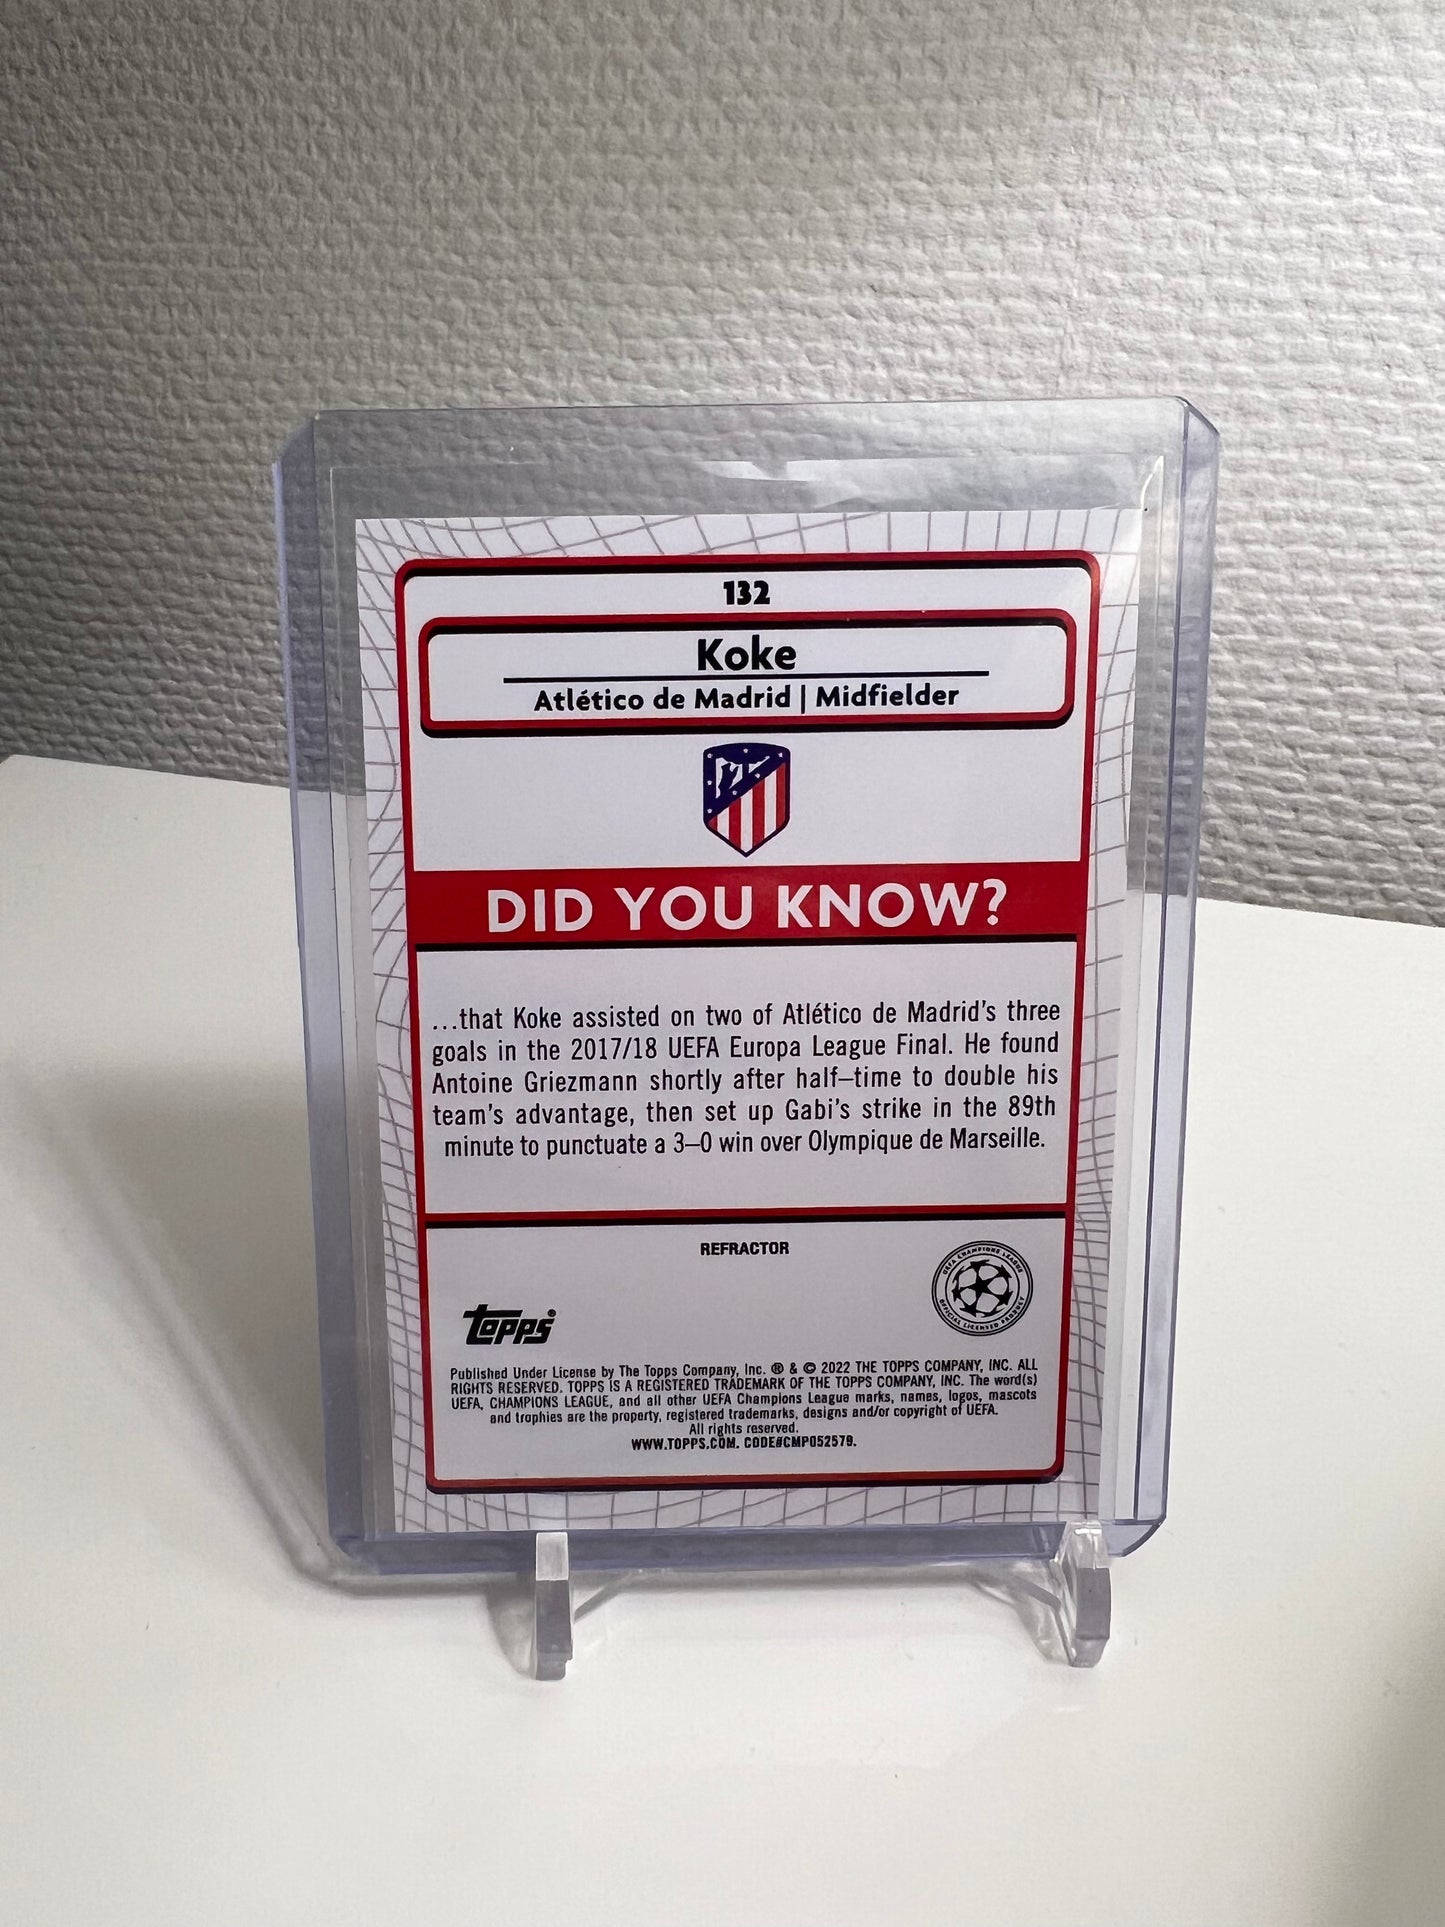 132
Koke
Atlético de Madrid | Midfielder
DID YOU KNOW?
...that Koke assisted on two of Atlético de Madrid's three
goals in the 2017/18 UEFA Europa League Final. He found
Antoine Griezmann shortly after half–time to double his
team's advantage, then set up Gabi's strike in the 89th
minute to punctuate a 3–0 win over Olympique de Marseille.
REFRACTOR
UEFA CHAMPIONS LEAGUE
OFFICIAL LICENSED PRODUCT
Topps®
Published Under License by The Topps Company, Inc. ® & © 2022 THE TOPPS COMPANY, INC. ALL
RIGHTS RESERVED. TOPPS IS A REGISTERED TRADEMARK OF THE TOPPS COMPANY, INC. The word(s)
UEFA, CHAMPIONS LEAGUE, and all other UEFA Champions League marks, names, logos, mascots
and trophies are the property, registered trademarks, designs and/or copyright of UEFA.
All rights reserved.
WWW.TOPPS.COM. CODE#CMP052579.